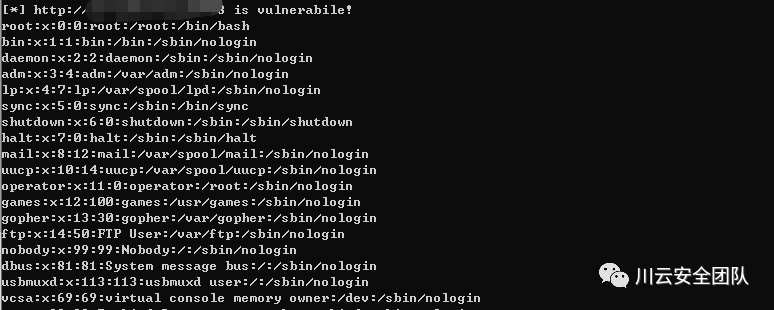 [*] http:/ 3 is vulnerabile!
root:x:0:0:root:/root:/bin/bash
bin:x:1:1:bin:/bin:/sbin/nologin
daemon:x:2:2:daemon:/sbin:/sbin/nologin
adm:x:3:4:adm:/var/adm:/sbin/nologin
lp:x:4:7:lp:/var/spool/lpd:/sbin/nologin
sync:x:5:0:sync:/sbin:/bin/sync
shutdown:x:6:0:shutdown:/sbin:/sbin/shutdown
halt:x:7:0:halt:/sbin:/sbin/halt
mail:x:8:12:mail:/var/spool/mail:/sbin/nologin
uucp:x:10:14:uucp:/var/spool/uucp:/sbin/nologin
operator:x:11:0:operator:/root:/sbin/nologin
games:x:12:100:games:/usr/games:/sbin/nologin
gopher:x:13:30:gopher:/var/gopher:/sbin/nologin
ftp:x:14:50:FTP User:/var/ftp:/sbin/nologin
nobody:x:99:99:Nobody:/:/sbin/nologin
dbus:x:81:81:System message bus:/:/sbin/nologin
usbmuxd:x:113:113:usbmuxd user:/:/sbin/nologin
川云安全团队
vcsa:x:69:69:virtual console memory owner:/dev:/sbin/nologin